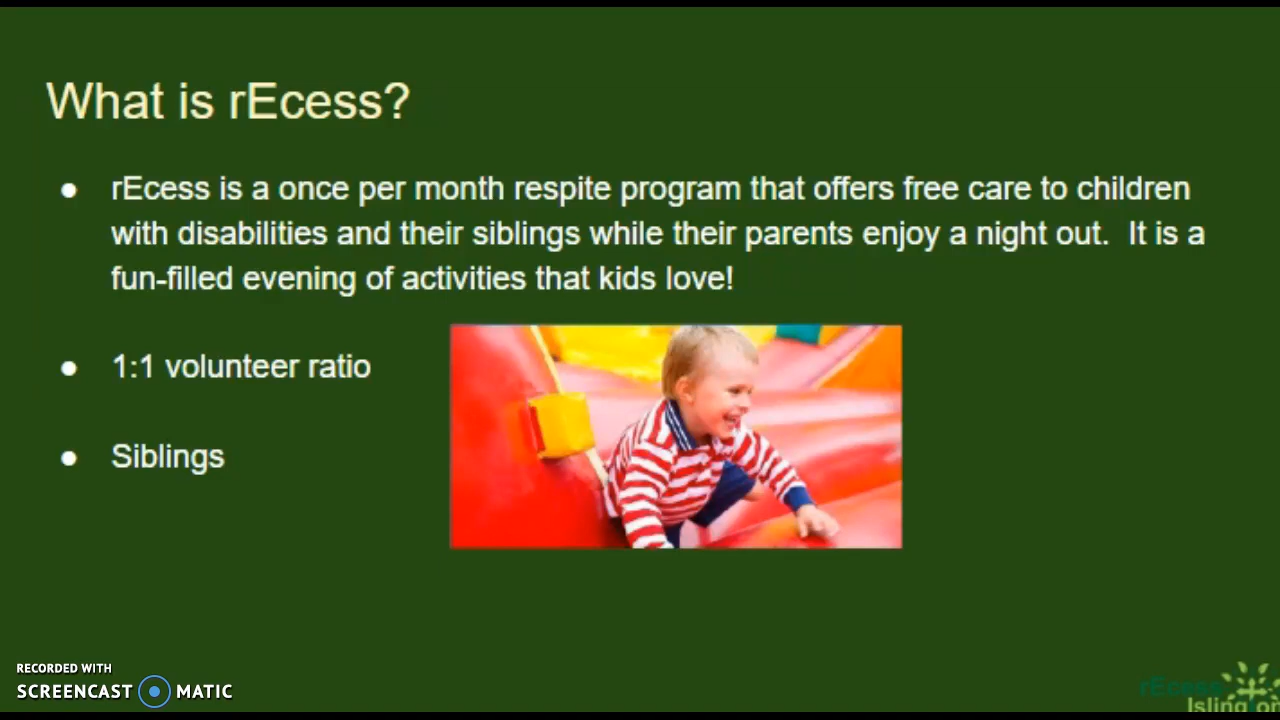 What is rEcess?
● rEcess is a once per month respite program that offers free care to children
with disabilities and their siblings while their parents enjoy a night out. It is a
fun-filled evening of activities that kids love!
● 1:1 volunteer ratio
● Siblings
RECORDED WITH
SCREENCAST MATIC
rEcess
Islington